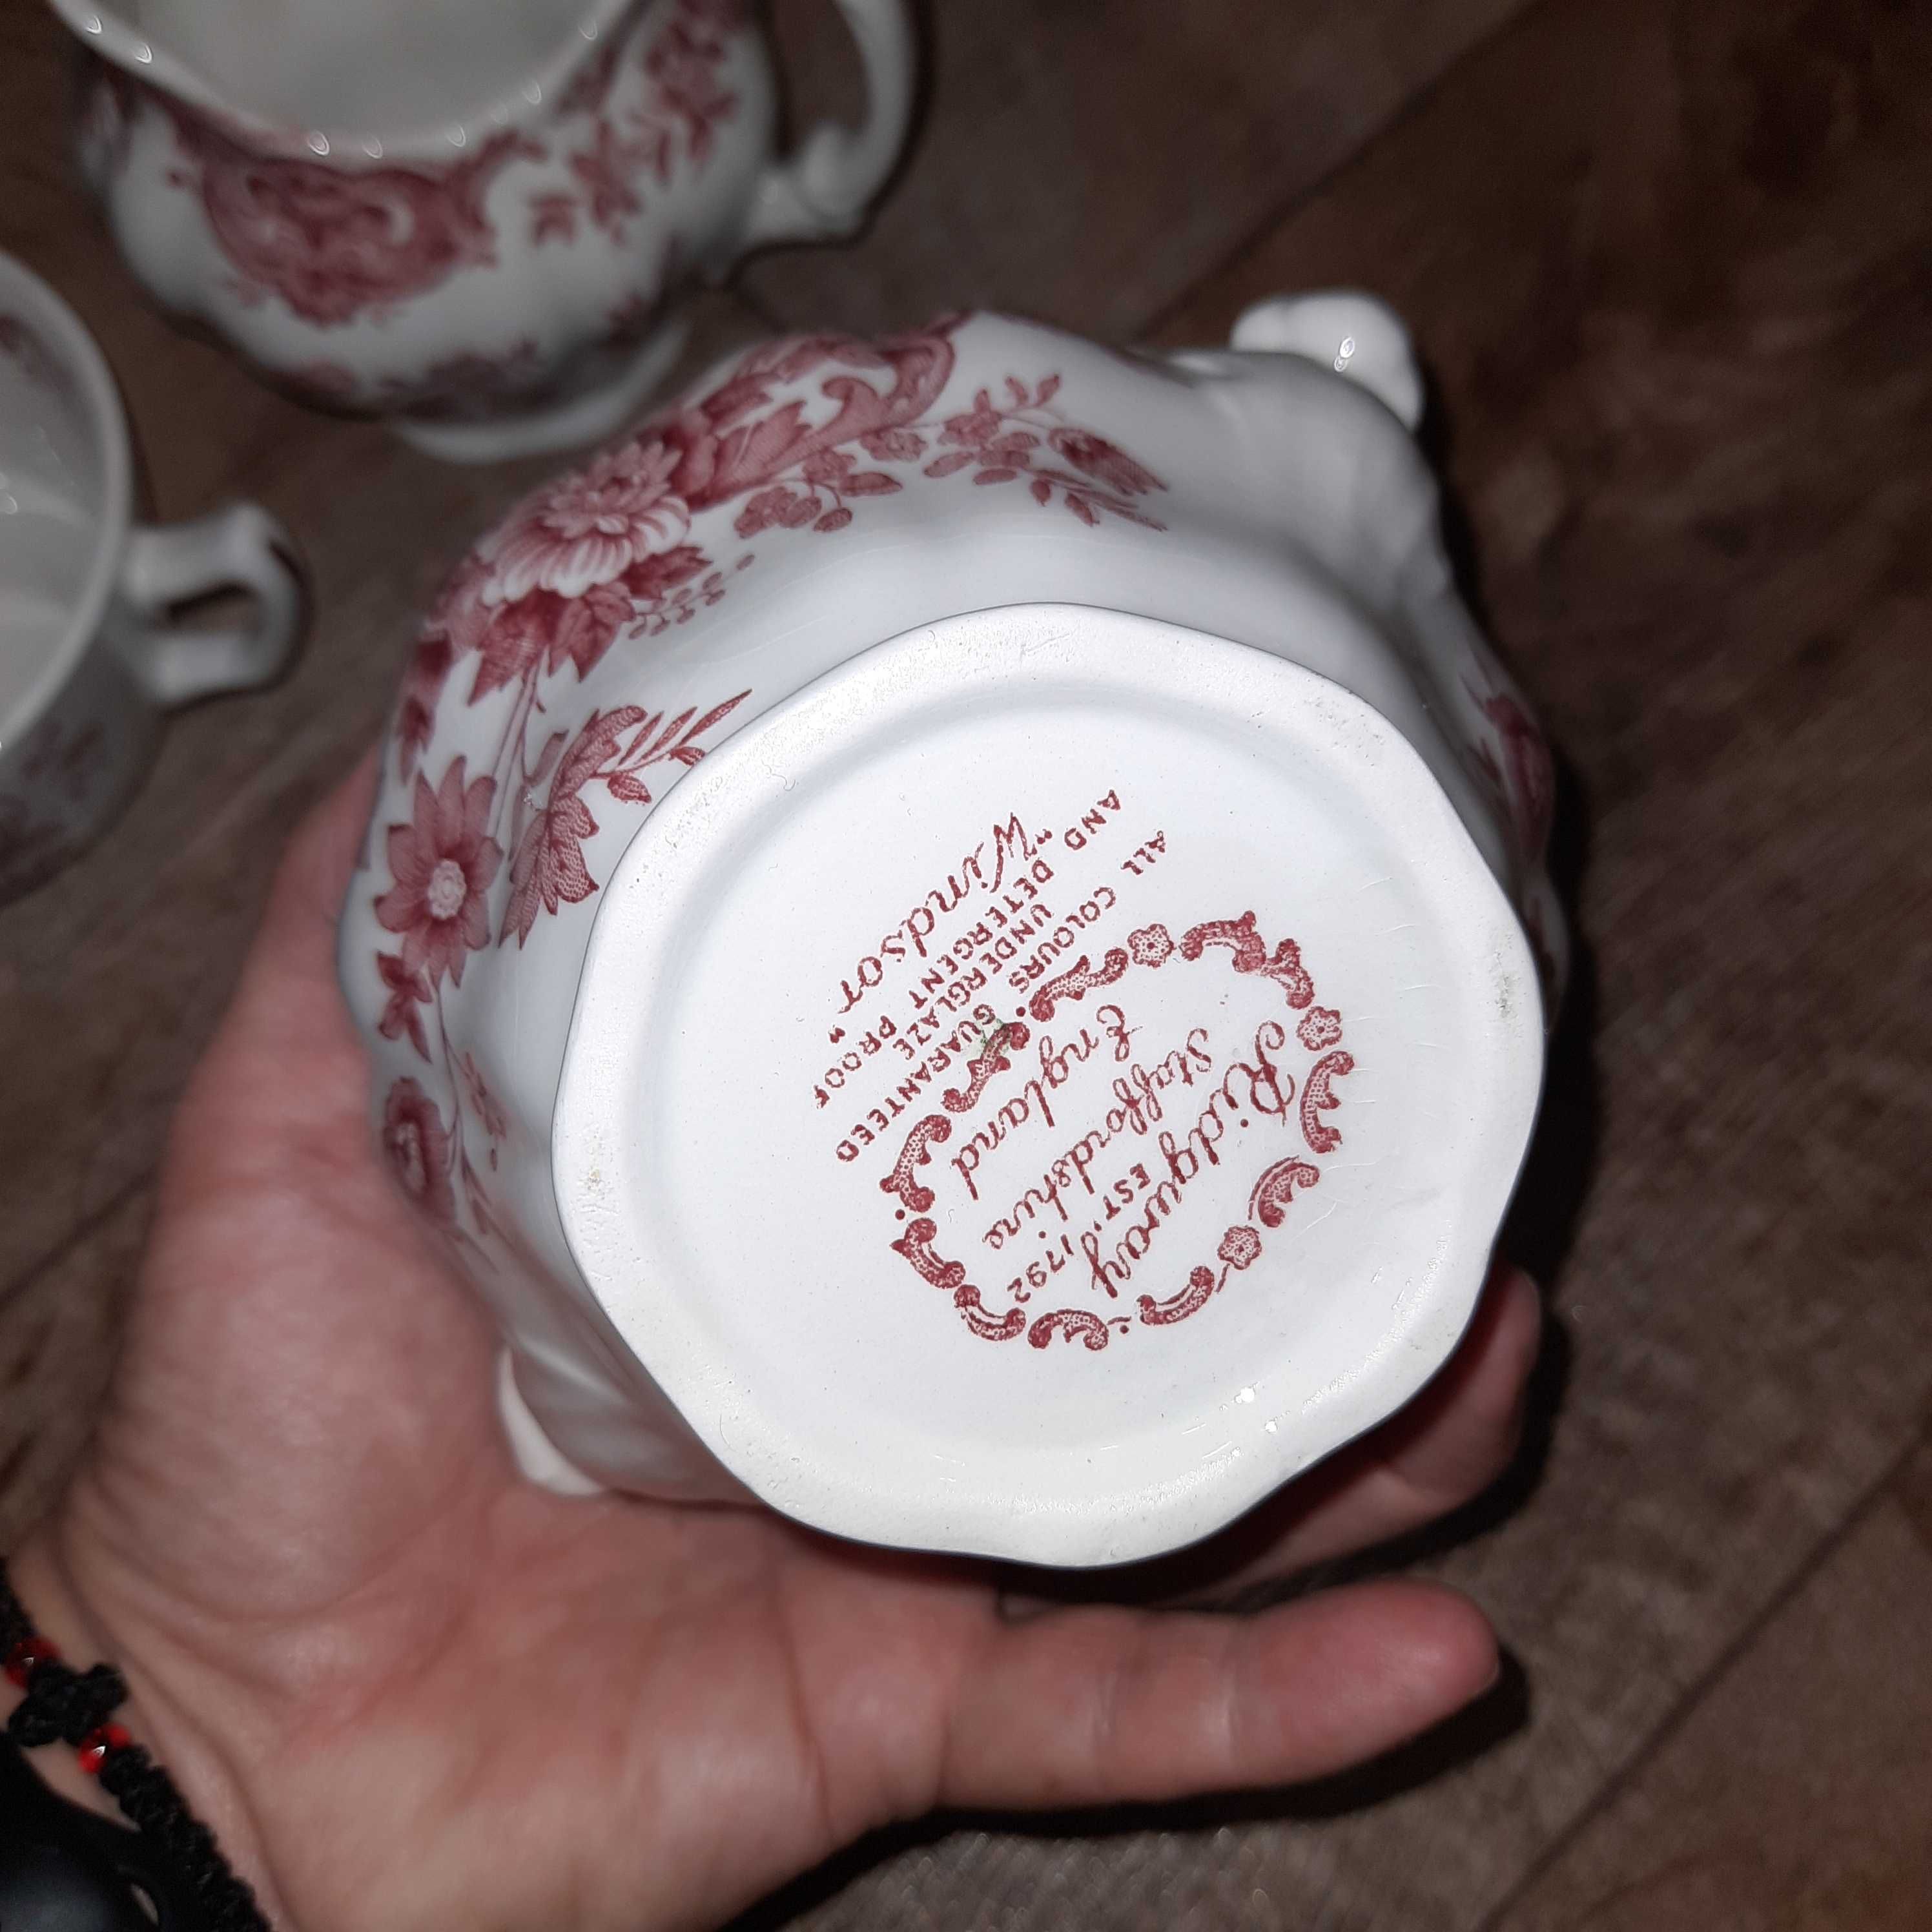 Ridgway
EST. 1792
Staffordshire
England
ALL COLOURS GUARANTEED
UNDERGLAZE
AND DETERGENT PROOF
"Windsor"